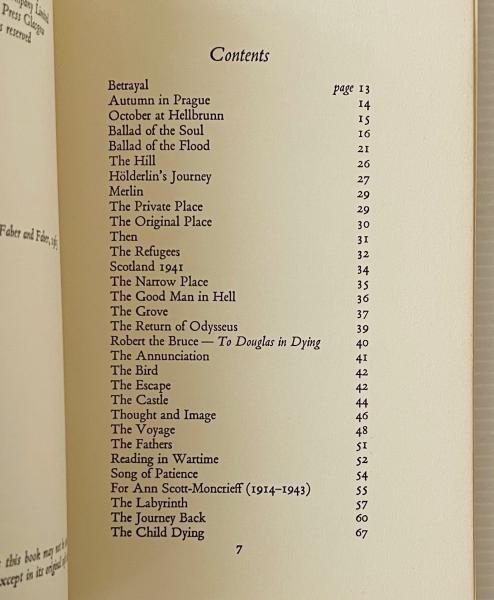 mpany Limited
Press Glasgow
s reserved
Faber and Faber, 1965
this book may not be
except in its original
Contents
Betrayal page 13
Autumn in Prague 14
October at Hellbrunn 15
Ballad of the Soul 16
Ballad of the Flood 21
The Hill 26
Hölderlin's Journey 27
Merlin 29
The Private Place 29
The Original Place 30
Then 31
The Refugees 32
Scotland 1941 34
The Narrow Place 35
The Good Man in Hell 36
The Grove 37
The Return of Odysseus 39
Robert the Bruce — To Douglas in Dying 40
The Annunciation 41
The Bird 42
The Escape 42
The Castle 44
Thought and Image 46
The Voyage 48
The Fathers 51
Reading in Wartime 52
Song of Patience 54
For Ann Scott-Moncrieff (1914–1943) 55
The Labyrinth 57
The Journey Back 60
The Child Dying 67
7